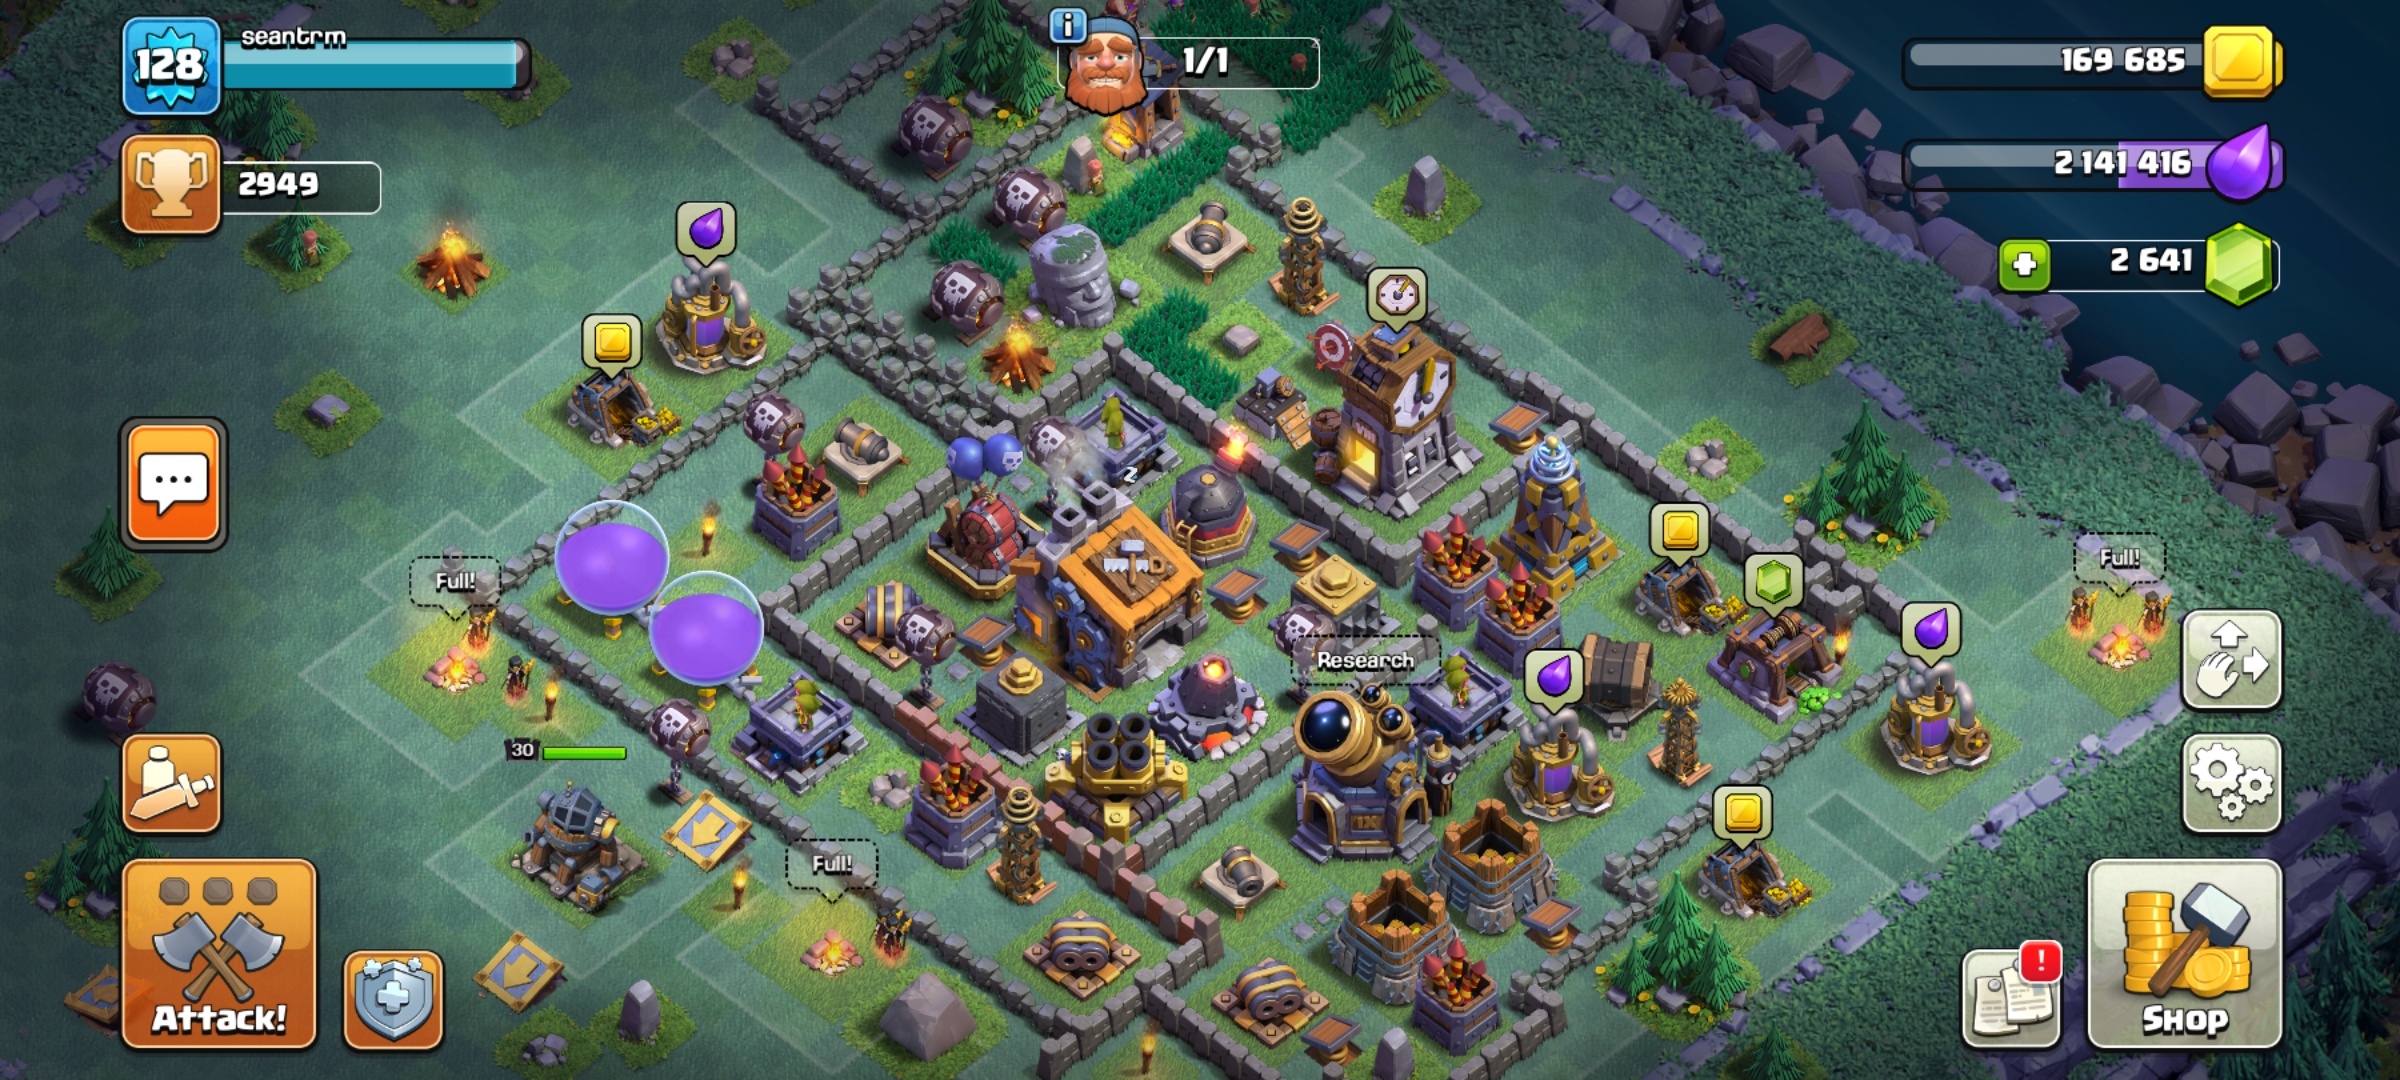 128
seantrm
1/1
169 685
2949
2 141 416
2 641
Full!
Full!
Research
30
Full!
IX
Attack!
!
Shop